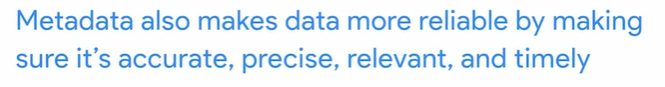 Metadata also makes data more reliable by making
sure it’s accurate, precise, relevant, and timely